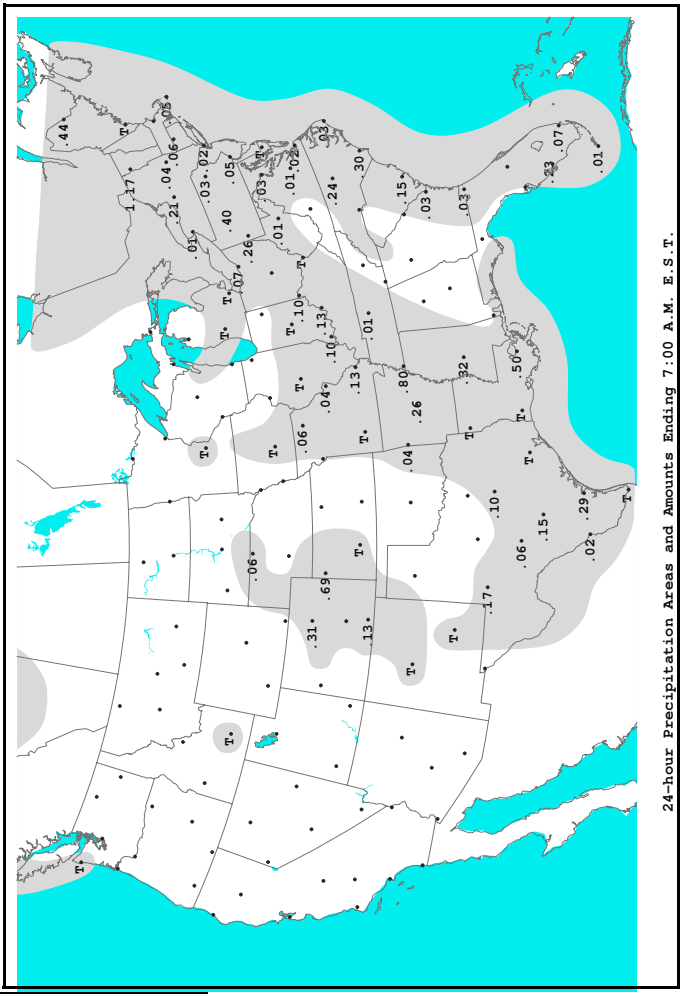 .44
T
T
1.17
.05
.04
.06
.21
.01
.02
.03
T
T
.40
T
.05
T
.07
.26
.06
T
.03
T
.01
.01
T
.02
.10
T
T
.06
.31
.13
.03
.69
.04
.10
.24
.13
.30
T
T
.13
.01
.15
.80
.04
T
.26
.03
T
.03
.32
T
.17
.10
.50
T
.06
T
.15
.23
.07
.29
.02
.01
T
24-hour Precipitation Areas and Amounts Ending 7:00 A.M. E.S.T.